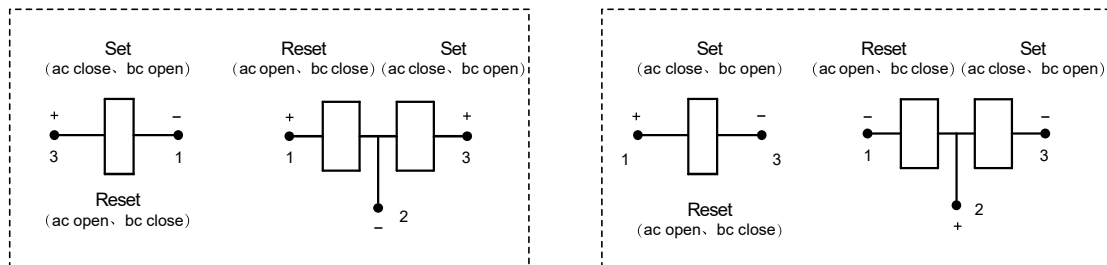 Set
（ac close、bc open）
+
−
3
1
Reset
（ac open、bc close）
Reset
（ac open、bc close）
Set
（ac close、bc open）
+
+
1
3
2
−
Set
（ac close、bc open）
+
−
1
3
Reset
（ac open、bc close）
Reset
（ac open、bc close）
Set
（ac close、bc open）
−
−
1
3
2
+